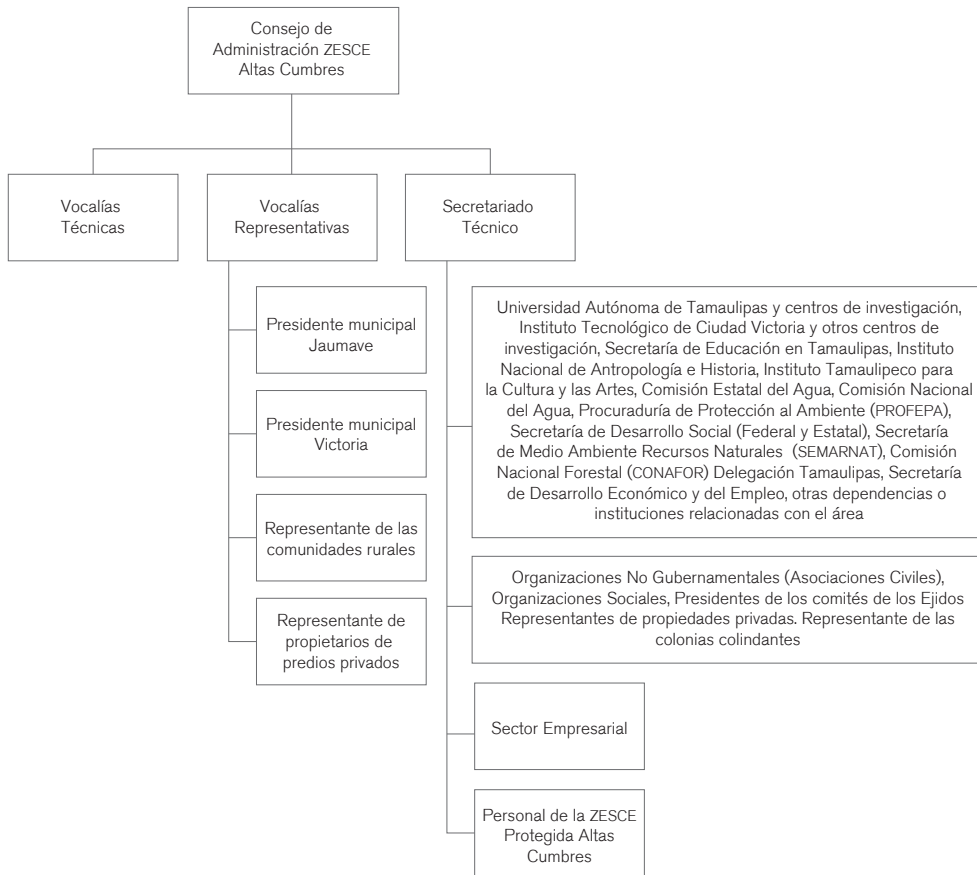 Consejo de
Administración ZESCE
Altas Cumbres
Vocalías
Técnicas
Vocalías
Representativas
Secretariado
Técnico
Presidente municipal
Jaumave
Presidente municipal
Victoria
Representante de las
comunidades rurales
Representante de
propietarios de
predios privados
Universidad Autónoma de Tamaulipas y centros de investigación,
Instituto Tecnológico de Ciudad Victoria y otros centros de
investigación, Secretaría de Educación en Tamaulipas, Instituto
Nacional de Antropología e Historia, Instituto Tamaulipeco para
la Cultura y las Artes, Comisión Estatal del Agua, Comisión Nacional
del Agua, Procuraduría de Protección al Ambiente (PROFEPA),
Secretaría de Desarrollo Social (Federal y Estatal), Secretaría
de Medio Ambiente Recursos Naturales (SEMARNAT), Comisión
Nacional Forestal (CONAFOR) Delegación Tamaulipas, Secretaría
de Desarrollo Económico y del Empleo, otras dependencias o
instituciones relacionadas con el área
Organizaciones No Gubernamentales (Asociaciones Civiles),
Organizaciones Sociales, Presidentes de los comités de los Ejidos
Representantes de propiedades privadas. Representante de las
colonias colindantes
Sector Empresarial
Personal de la ZESCE
Protegida Altas
Cumbres